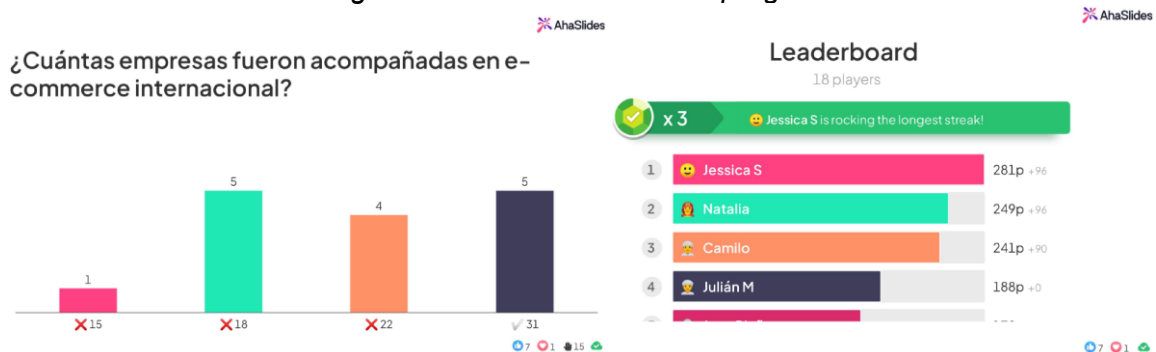 AhaSlides
¿Cuántas empresas fueron acompañadas en e-
commerce internacional?
1
5
4
5
15
18
22
31
7 1 15
AhaSlides
Leaderboard
18 players
x 3
Jessica S is rocking the longest streak!
1 Jessica S 281p +96
2 Natalia 249p +96
3 Camilo 241p +90
4 Julián M 188p +0
7 1